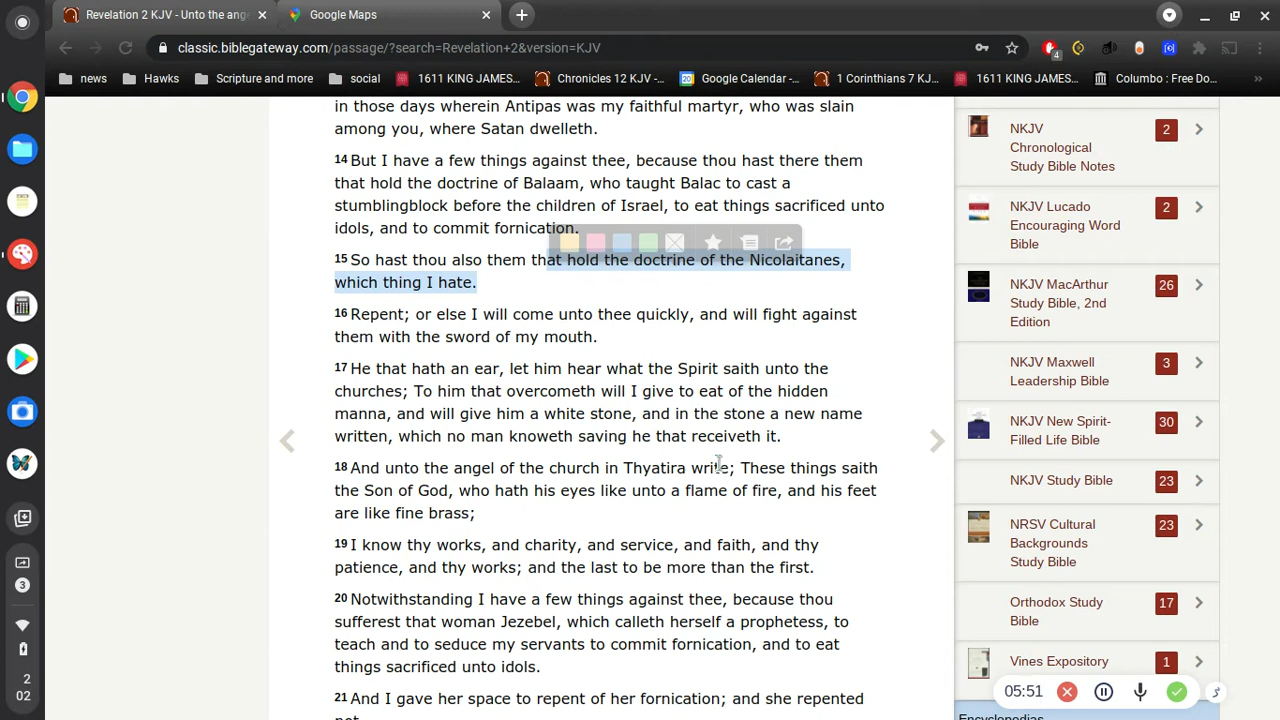 Revelation 2 KJV - Unto the ang
Google Maps
classic.biblegateway.com/passage/?search=Revelation+2&version=KJV
4
news
Hawks
Scripture and more
social
1611 KING JAMES...
Chronicles 12 KJV -...
Google Calendar -...
1 Corinthians 7 KJ...
1611 KING JAMES...
Columbo : Free Do...
»
in those days wherein Antipas was my faithful martyr, who was slain
among you, where Satan dwelleth.
14 But I have a few things against thee, because thou hast there them
that hold the doctrine of Balaam, who taught Balac to cast a
stumblingblock before the children of Israel, to eat things sacrificed unto
idols, and to commit fornication.
15 So hast thou also them that hold the doctrine of the Nicolaitanes,
which thing I hate.
16 Repent; or else I will come unto thee quickly, and will fight against
them with the sword of my mouth.
17 He that hath an ear, let him hear what the Spirit saith unto the
churches; To him that overcometh will I give to eat of the hidden
manna, and will give him a white stone, and in the stone a new name
written, which no man knoweth saving he that receiveth it.
18 And unto the angel of the church in Thyatira write; These things saith
the Son of God, who hath his eyes like unto a flame of fire, and his feet
are like fine brass;
19 I know thy works, and charity, and service, and faith, and thy
patience, and thy works; and the last to be more than the first.
20 Notwithstanding I have a few things against thee, because thou
sufferest that woman Jezebel, which calleth herself a prophetess, to
teach and to seduce my servants to commit fornication, and to eat
things sacrificed unto idols.
21 And I gave her space to repent of her fornication; and she repented
not.
NKJV
Chronological
Study Bible Notes
2
NKJV Lucado
Encouraging Word
Bible
2
NKJV MacArthur
Study Bible, 2nd
Edition
26
NKJV Maxwell
Leadership Bible
3
NKJV New Spirit-
Filled Life Bible
30
NKJV Study Bible
23
NRSV Cultural
Backgrounds
Study Bible
23
Orthodox Study
Bible
17
Vines Expository
1
05:51
Encyclopedias
3
2
02